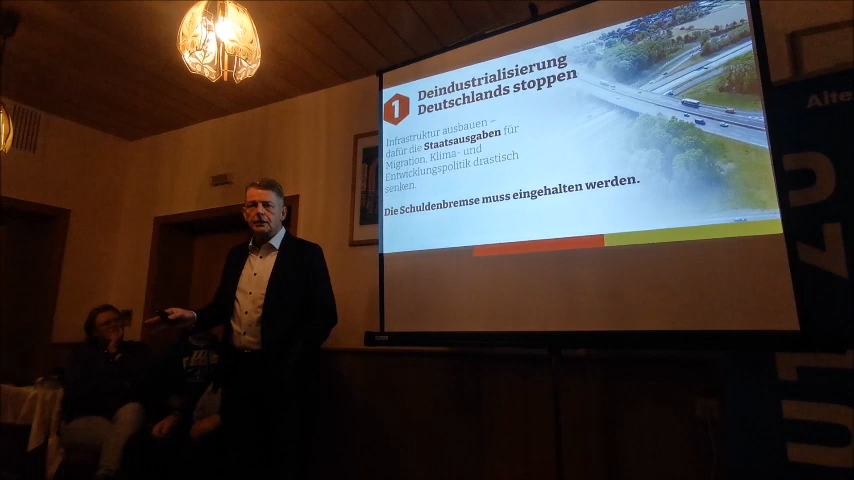 1
Deindustrialisierung
Deutschlands stoppen
Infrastruktur ausbauen –
dafür die Staatsausgaben für
Migration, Klima- und
Entwicklungspolitik drastisch
senken.
Die Schuldenbremse muss eingehalten werden.
Alte